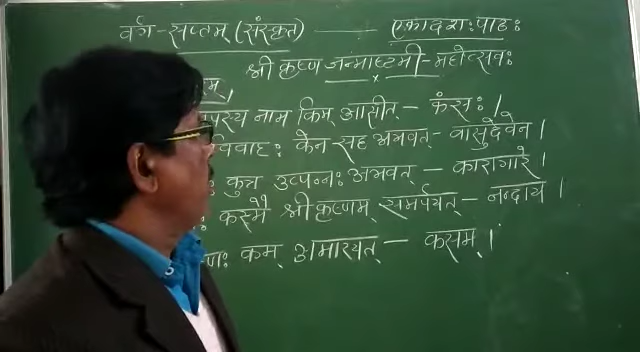 वर्ग-सप्तम् (संस्कृत) — एकादशः पाठः
श्री कृष्ण जन्माष्टमी-महोत्सवः
म् ।
पस्य नाम किम् आसीत् - कंसः ।
वाहः केन सह अभवत् - वासुदेवेन ।
कुत्र उत्पन्नः अभवत् - कारागारे ।
कस्मै श्रीकृष्णम् समर्पयत् - नन्दाय ।
णः कम् अमारयत् - कंसम् ।